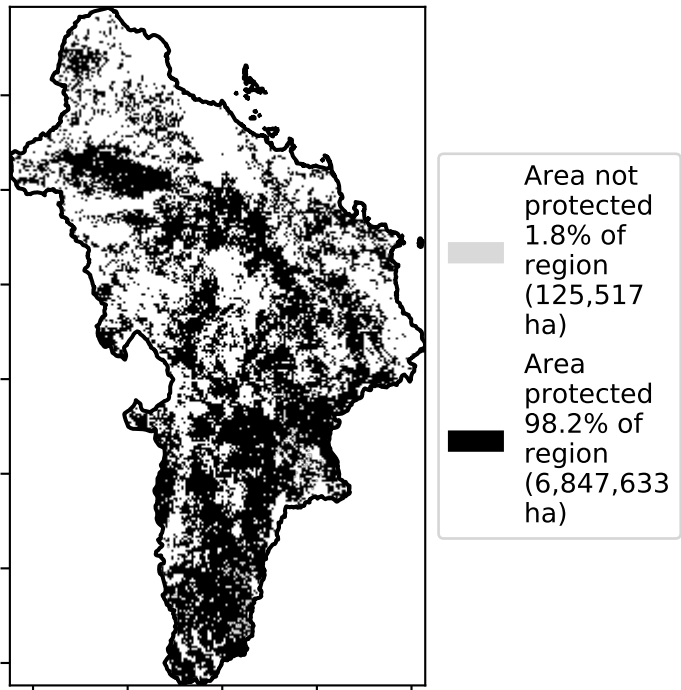 Area not
protected
1.8% of
region
(125,517
ha)
Area
protected
98.2% of
region
(6,847,633
ha)